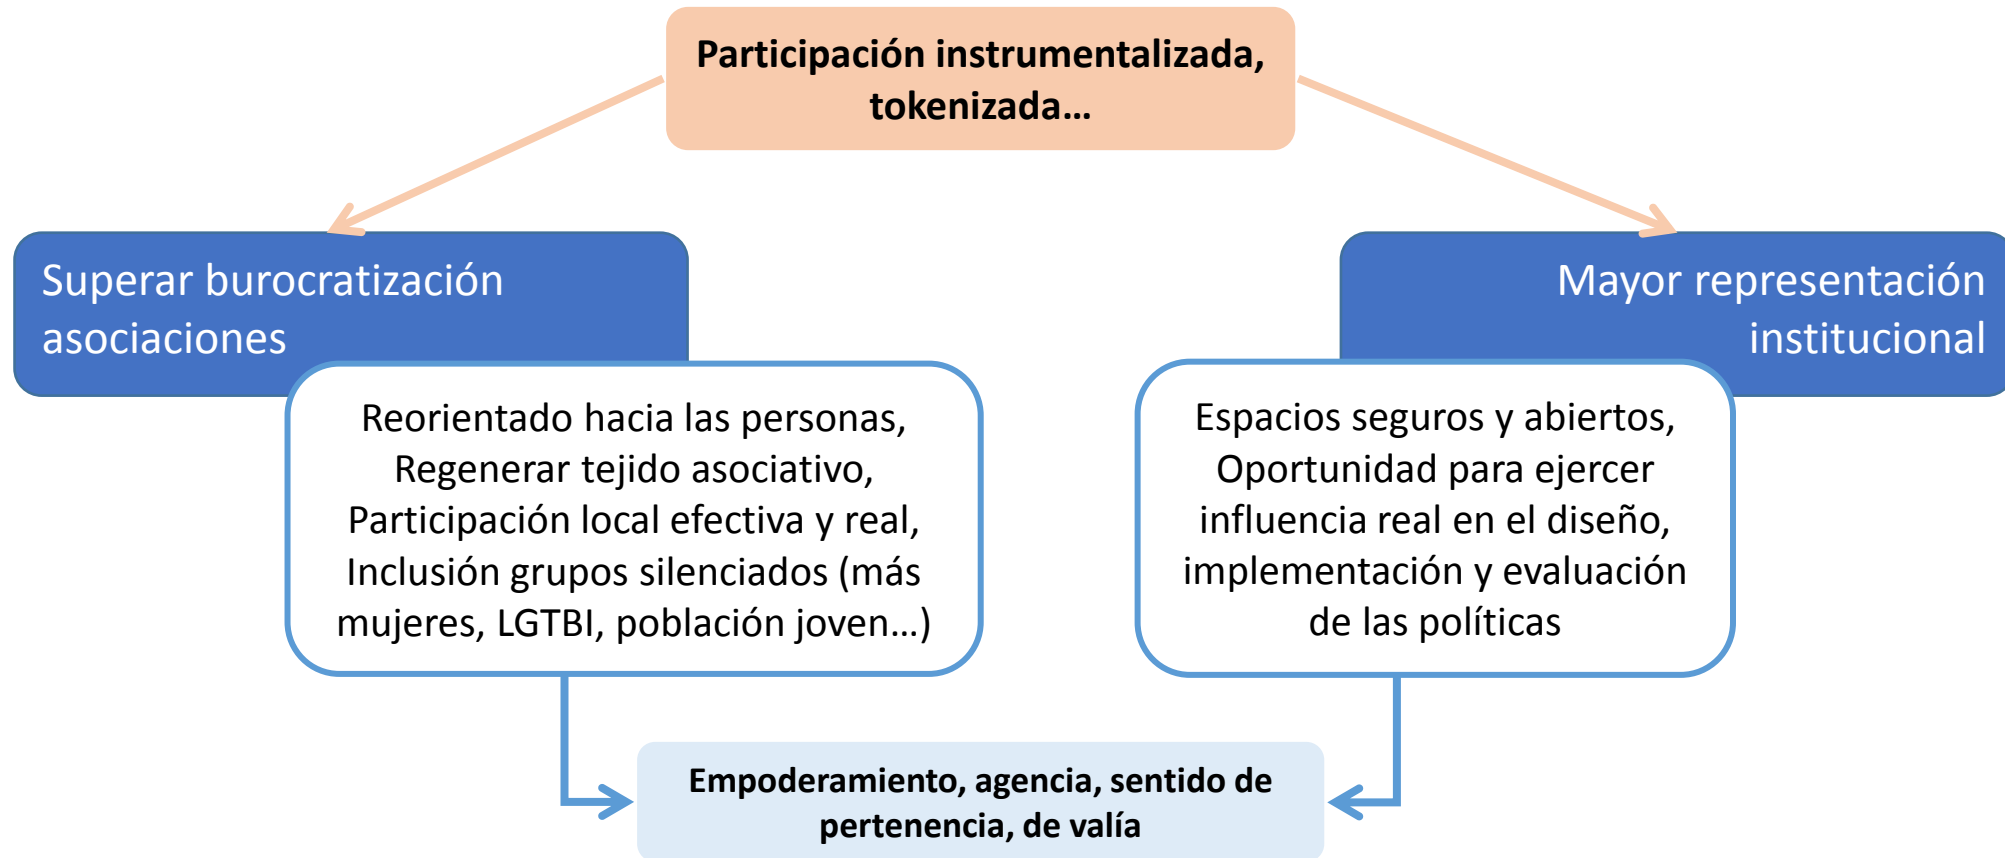 Participación instrumentalizada,
tokenizada…
Superar burocratización
asociaciones
Reorientado hacia las personas,
Regenerar tejido asociativo,
Participación local efectiva y real,
Inclusión grupos silenciados (más
mujeres, LGTBI, población joven…)
Mayor representación
institucional
Espacios seguros y abiertos,
Oportunidad para ejercer
influencia real en el diseño,
implementación y evaluación
de las políticas
Empoderamiento, agencia, sentido de
pertenencia, de valía